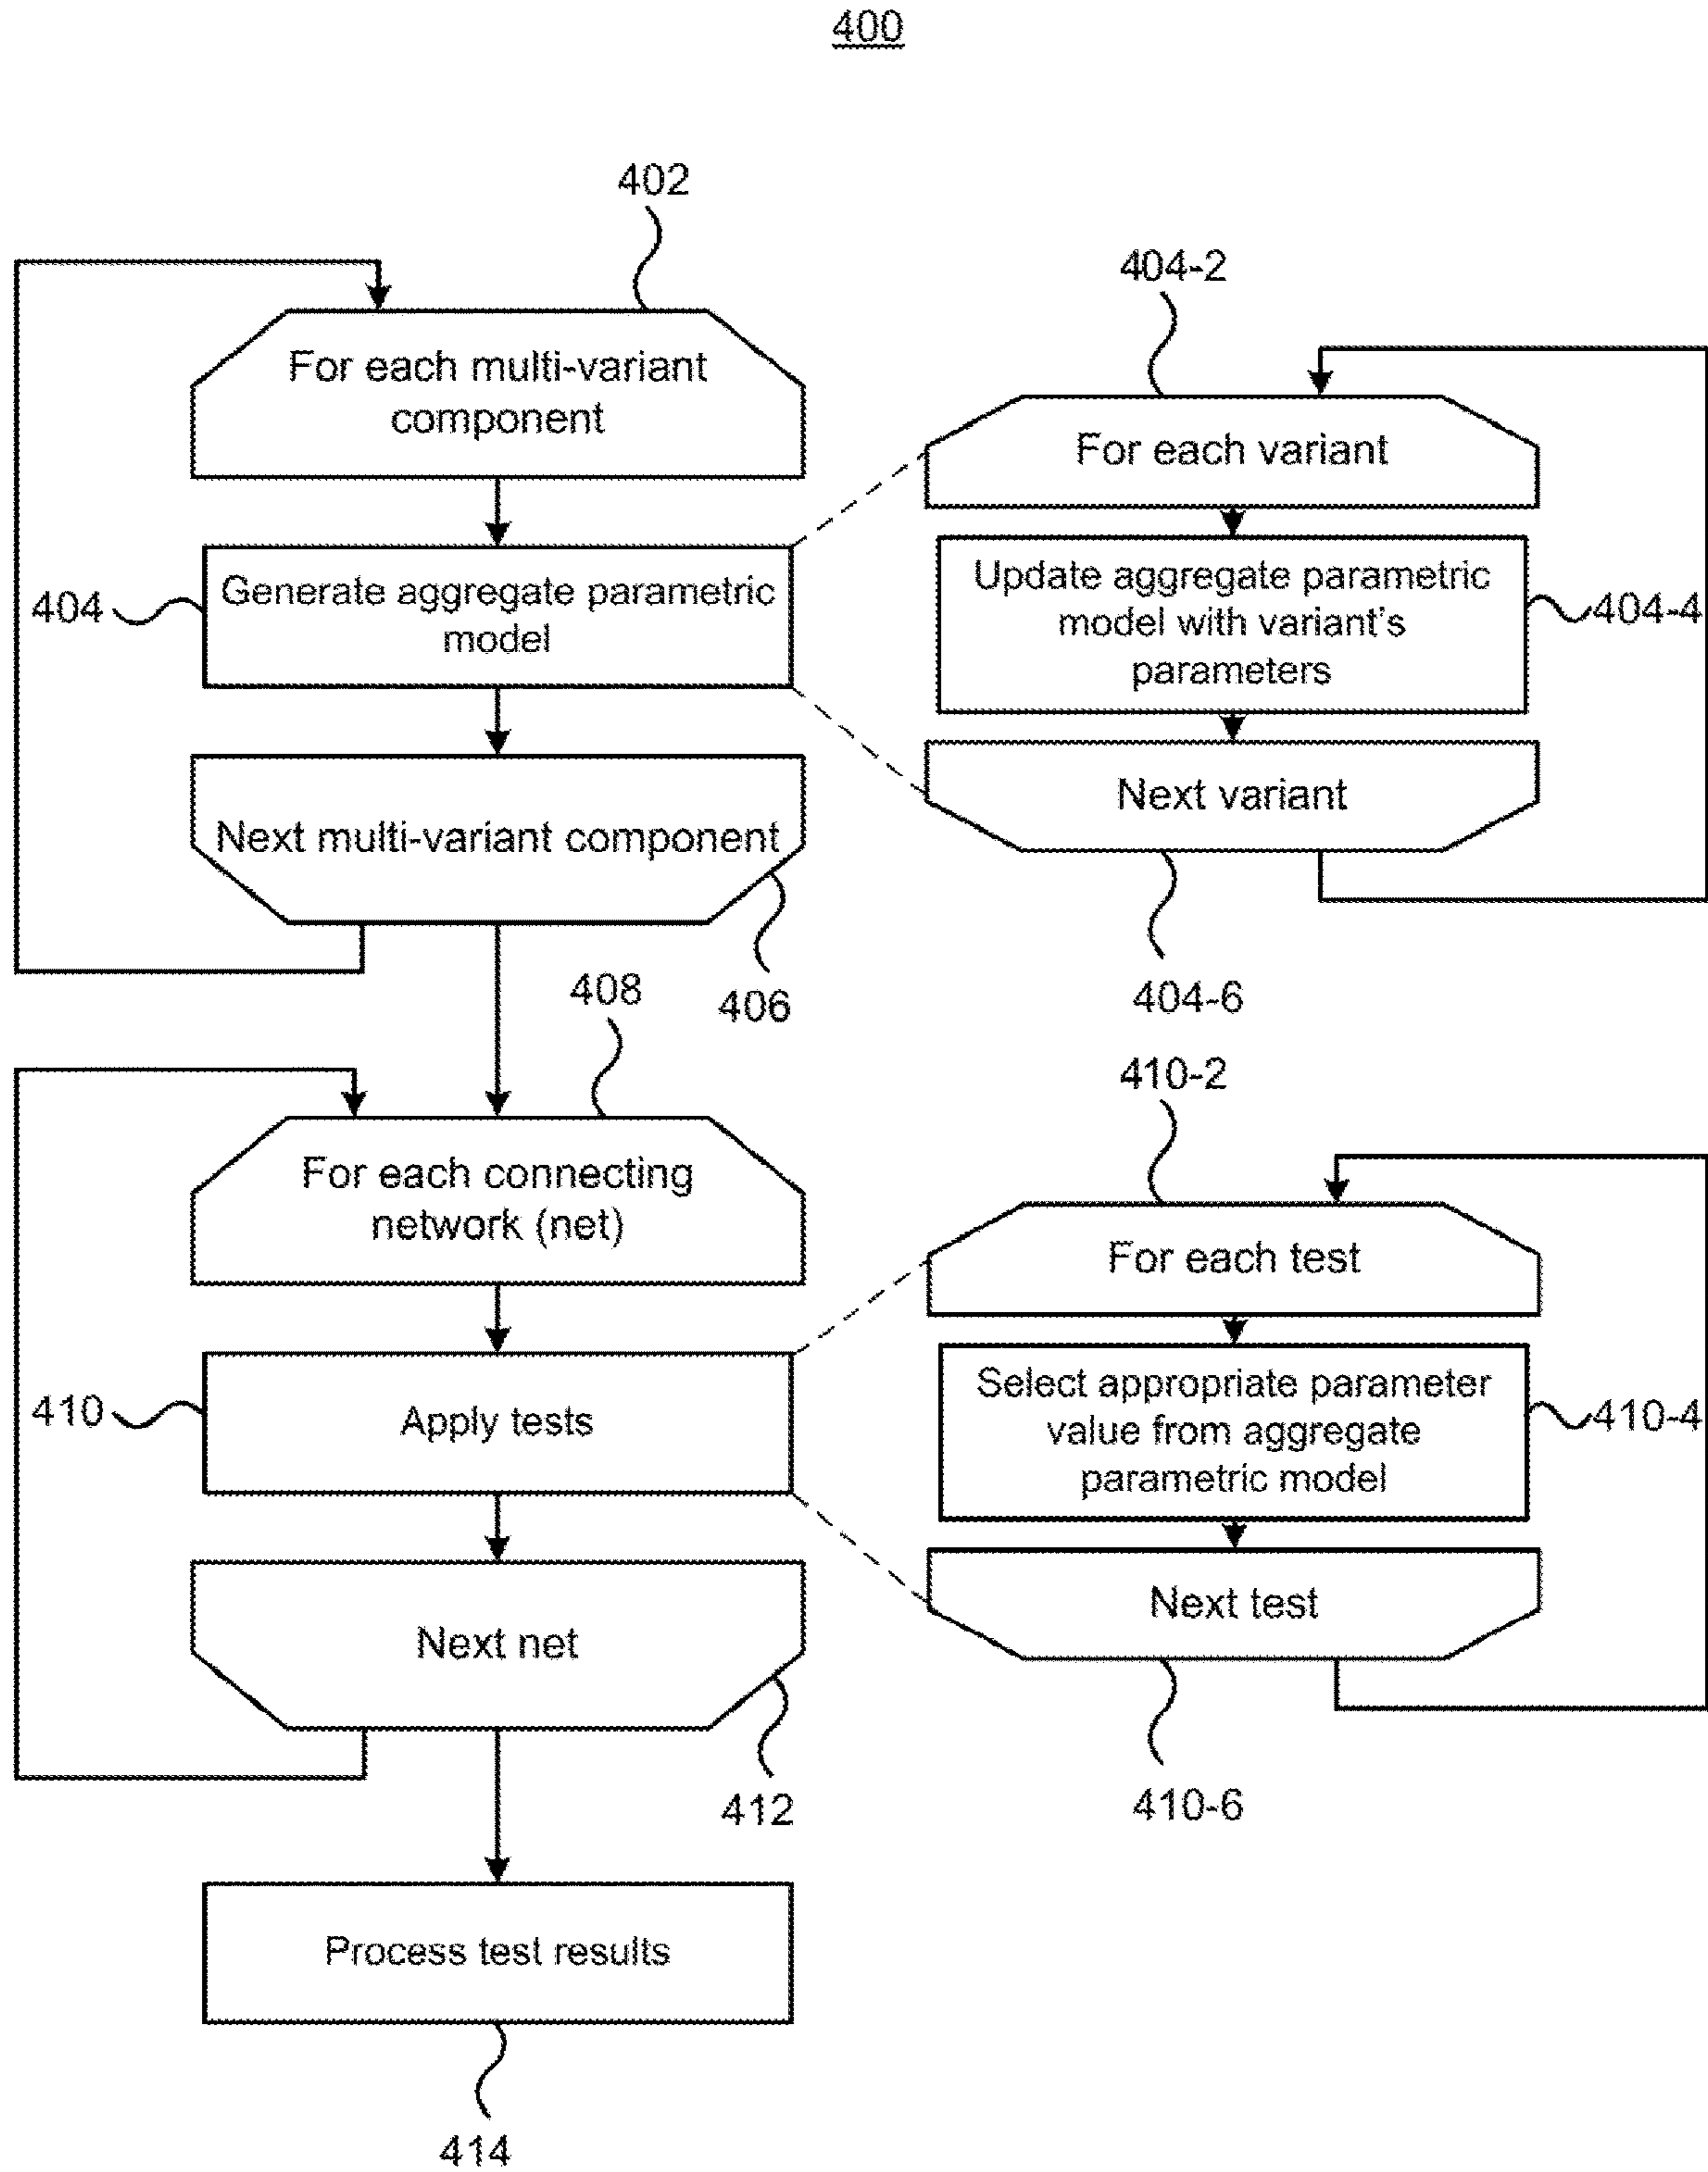 400
402
For each multi-variant
component
404
Generate aggregate parametric
model
Next multi-variant component
406
404-2
For each variant
Update aggregate parametric
model with variant's
parameters
404-4
Next variant
404-6
408
For each connecting
network (net)
410
Apply tests
Next net
412
410-2
For each test
Select appropriate parameter
value from aggregate
parametric model
410-4
Next test
410-6
Process test results
414